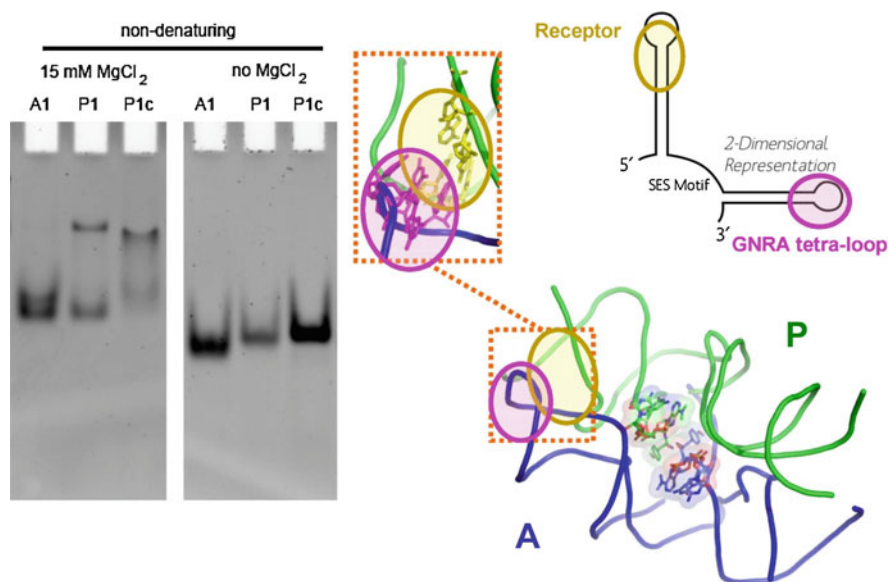 non-denaturing
15 mM MgCl2
no MgCl2
A1 P1 P1c
A1 P1 P1c
Receptor
2-Dimensional
Representation
5′
SES Motif
3′
GNRA tetra-loop
P
A